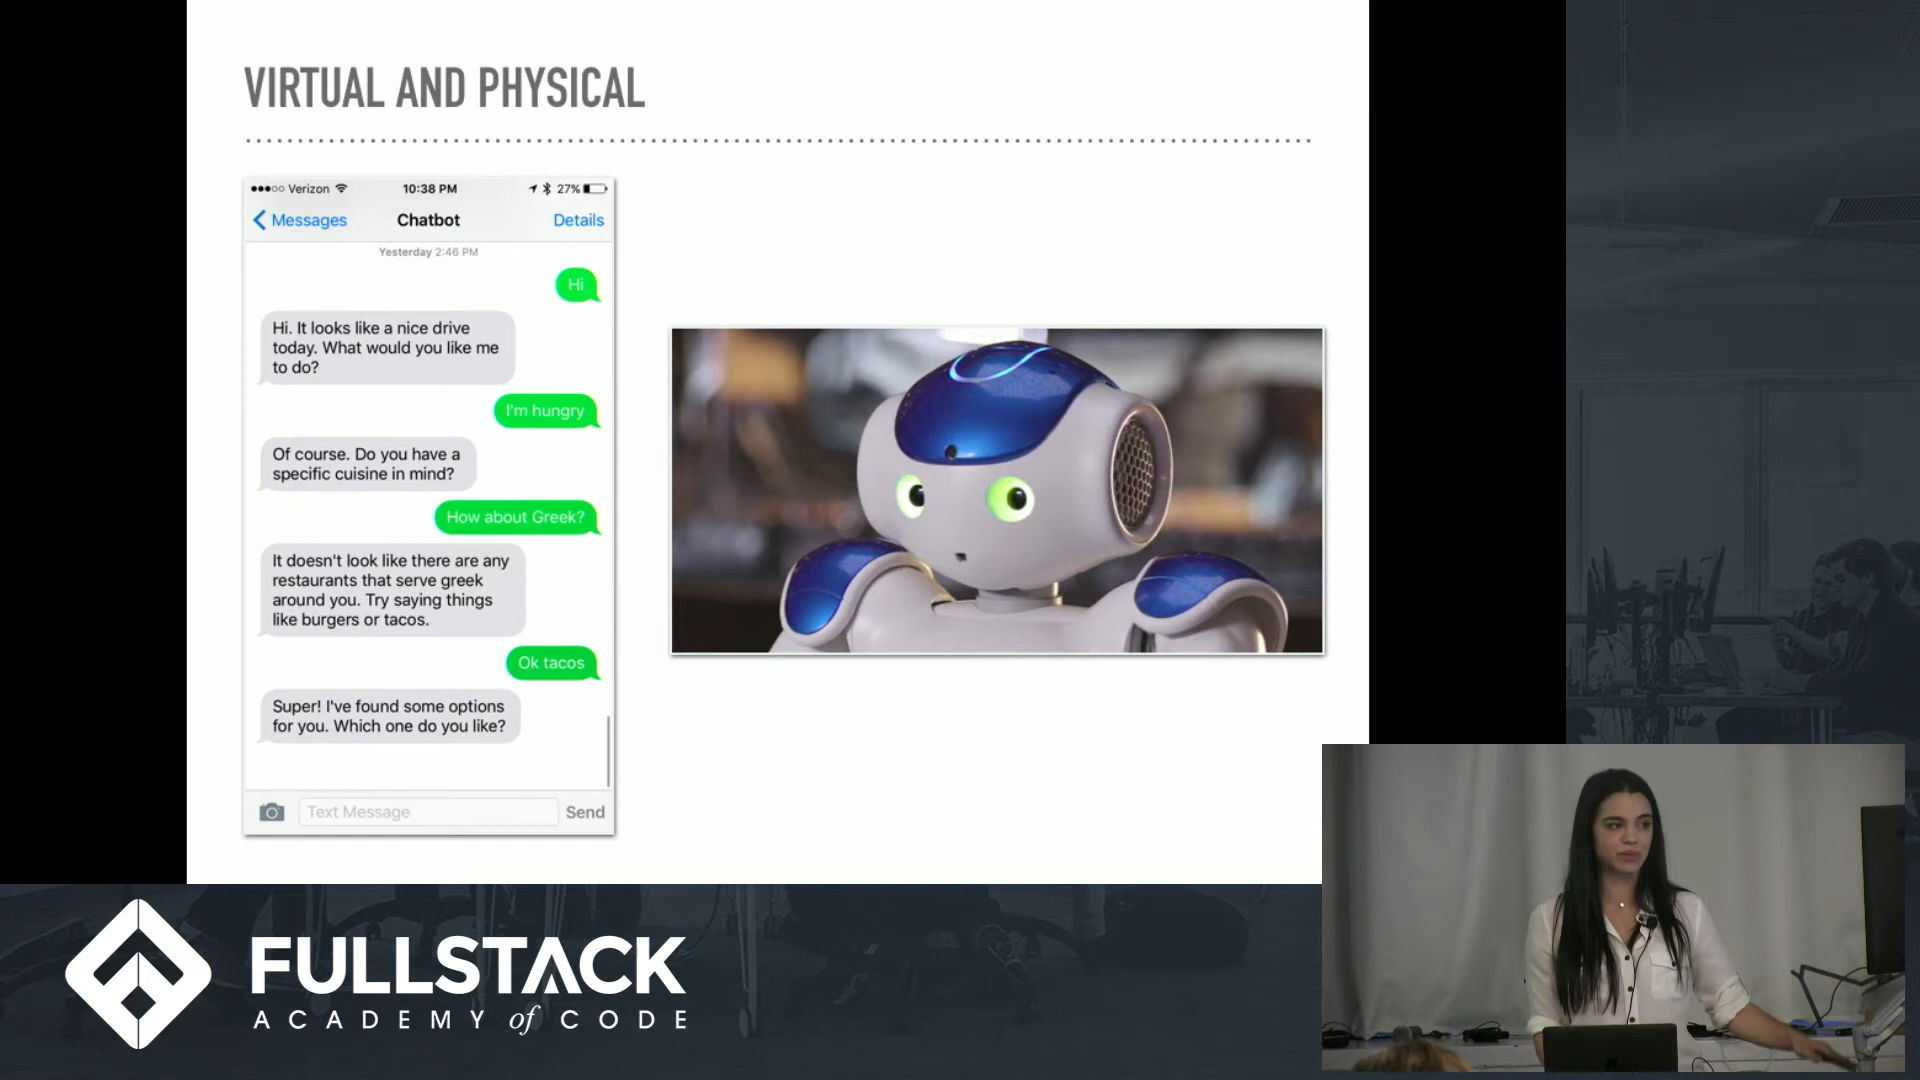 VIRTUAL AND PHYSICAL
Verizon 10:38 PM 27%
Messages Chatbot Details
Yesterday 2:46 PM
Hi
Hi. It looks like a nice drive
today. What would you like me
to do?
I'm hungry
Of course. Do you have a
specific cuisine in mind?
How about Greek?
It doesn't look like there are any
restaurants that serve greek
around you. Try saying things
like burgers or tacos.
Ok tacos
Super! I've found some options
for you. Which one do you like?
Text Message Send
FULLSTACK
ACADEMY of CODE